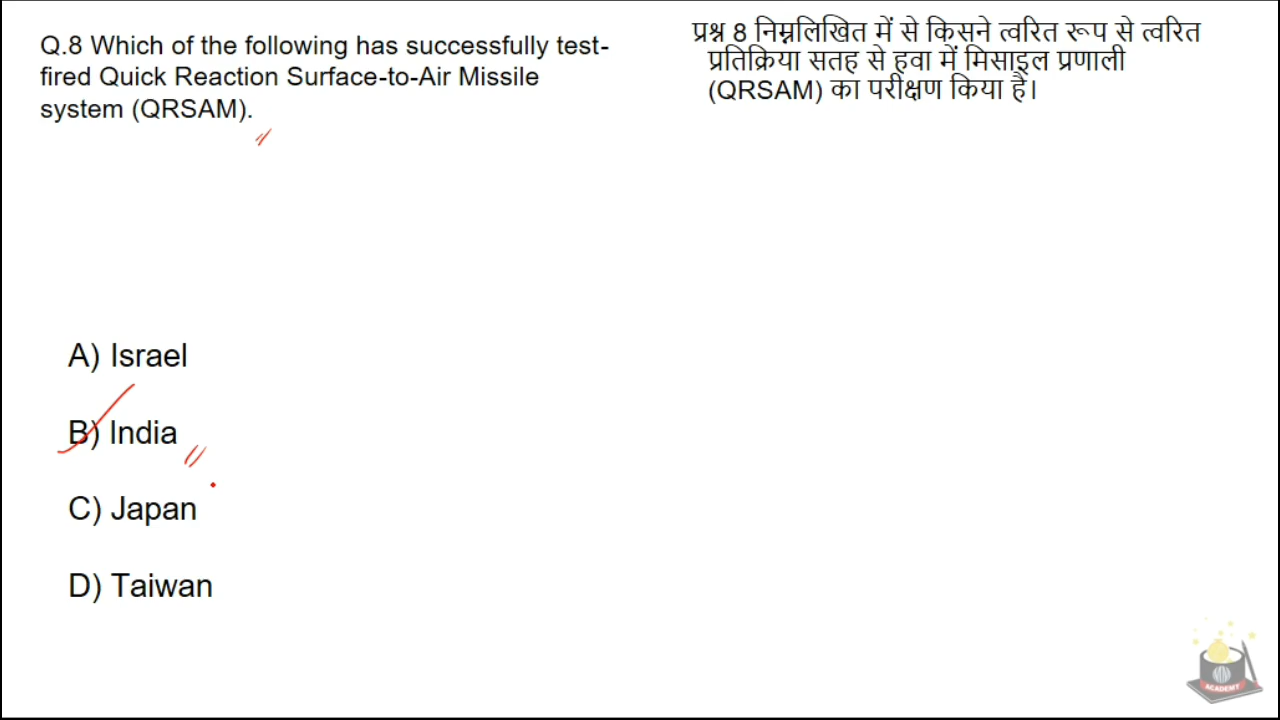 Q.8 Which of the following has successfully test-
fired Quick Reaction Surface-to-Air Missile
system (QRSAM).
प्रश्न 8 निम्नलिखित में से किसने त्वरित रूप से त्वरित
प्रतिक्रिया सतह से हवा में मिसाइल प्रणाली
(QRSAM) का परीक्षण किया है।
A) Israel
B) India
C) Japan
D) Taiwan
ACADEMY